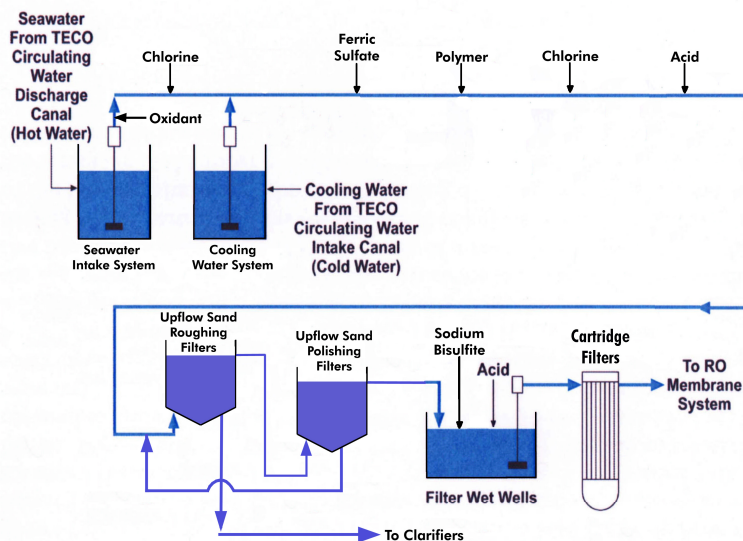 Seawater
From TECO
Circulating
Water
Discharge
Canal
(Hot Water)
Chlorine
Ferric
Sulfate
Polymer
Chlorine
Acid
Oxidant
Cooling Water
From TECO
Circulating Water
Intake Canal
(Cold Water)
Seawater
Intake System
Cooling
Water System
Upflow Sand
Roughing
Filters
Upflow Sand
Polishing
Filters
Sodium
Bisulfite
Acid
Cartridge
Filters
To RO
Membrane
System
Filter Wet Wells
To Clarifiers